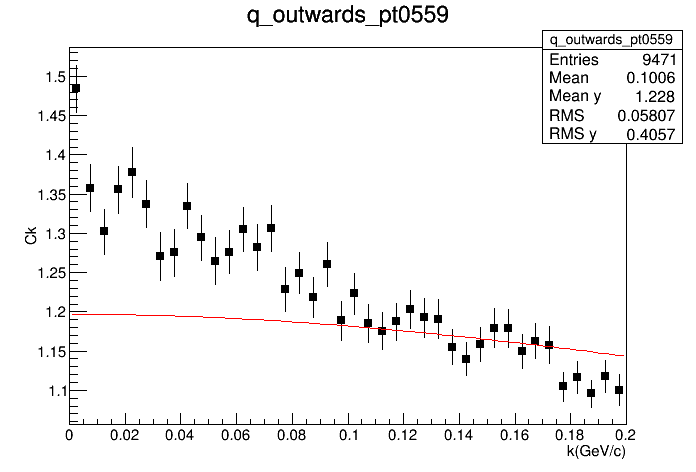 q_outwards_pt0559
q_outwards_pt0559
Entries 9471
Mean 0.1006
Mean y 1.228
RMS 0.05807
RMS y 0.4057
Ck
1.5
1.45
1.4
1.35
1.3
1.25
1.2
1.15
1.1
0 0.02 0.04 0.06 0.08 0.1 0.12 0.14 0.16 0.18 0.2
k(GeV/c)